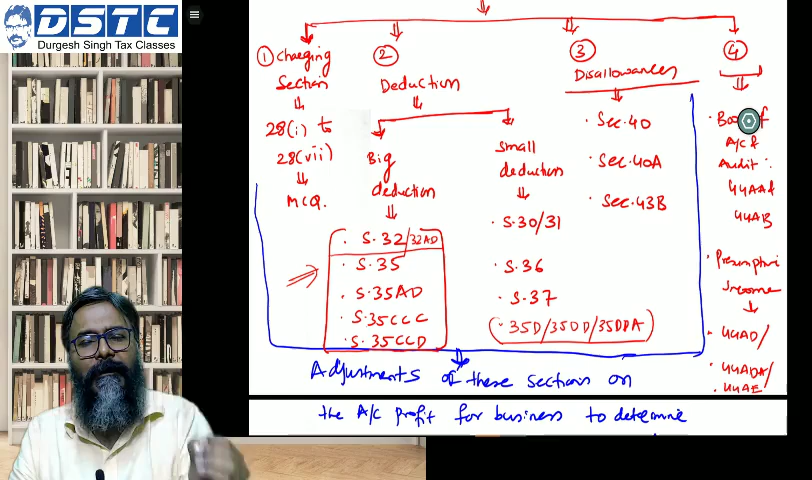 DSTC
Durgesh Singh Tax Classes
① Charging
Section
28(i) to
28(vii)
MCQ.
②
Deduction
Big
deduction
· S.32/32AD
· S.35
· S.35AD
· S.35CCC
· S.35CCD
Small
deduction
· S.30/31
· S.36
· S.37
· 35D/35DD/35DDA
③
Disallowances
· Sec.40
· Sec.40A
· Sec.43B
④
A/C &
Audit :
44AA &
44AB
· Presumptive
Income
· 44AD/
· 44ADA/
· 44AE/
Adjustments of these sections on
the A/C profit for business to determine